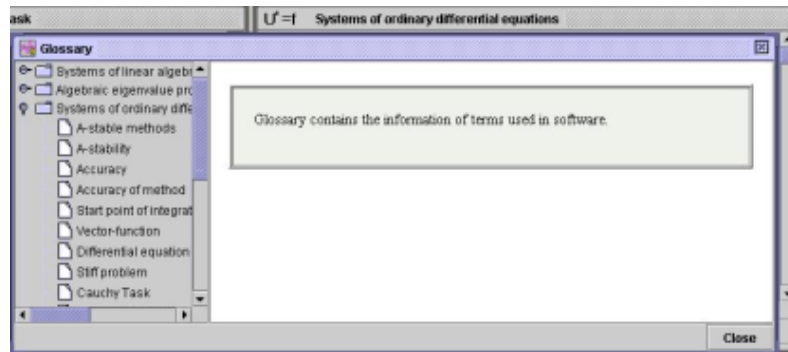 ask
U'=f Systems of ordinary differential equations
Glossary
Systems of linear algebr
Algebraic eigenvalue pro
Systems of ordinary diffe
A-stable methods
A-stability
Accuracy
Accuracy of method
Start point of integrat
Vector-function
Differential equation
Stiff problem
Cauchy Task
Glossary contains the information of terms used in software.
Close